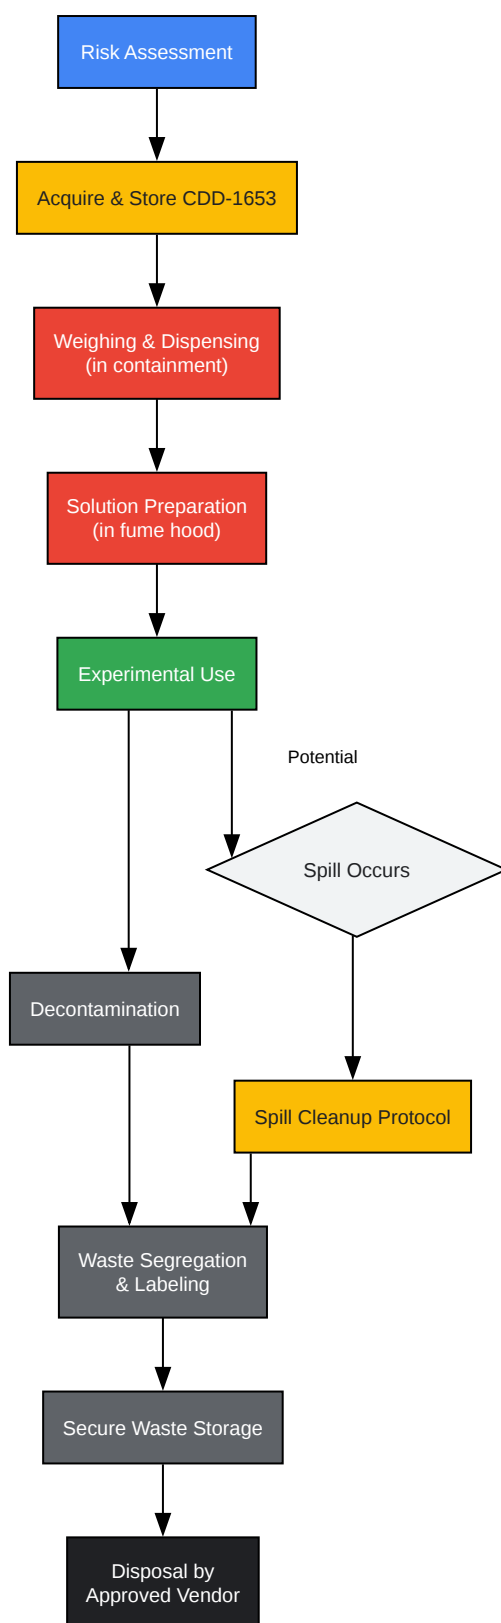 Risk Assessment
Acquire & Store CDD-1653
Weighing & Dispensing
(in containment)
Solution Preparation
(in fume hood)
Experimental Use
Potential
Spill Occurs
Decontamination
Spill Cleanup Protocol
Waste Segregation
& Labeling
Secure Waste Storage
Disposal by
Approved Vendor